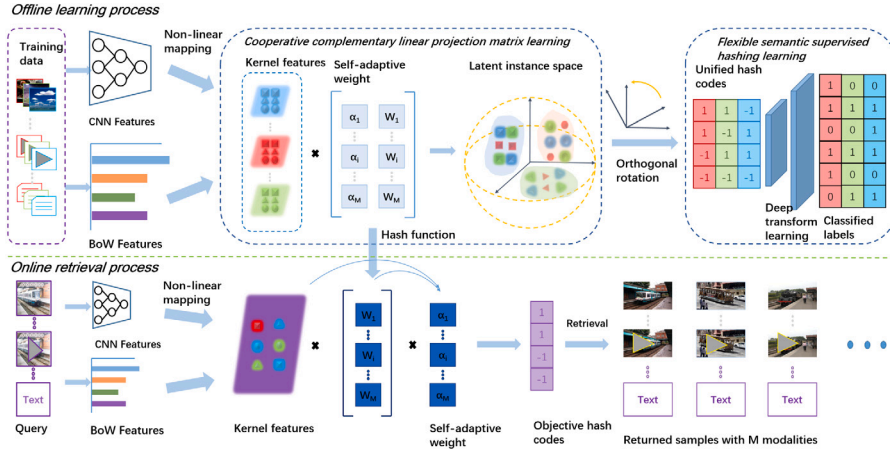 Offline learning process
Training
data
CNN Features
BoW Features
Non-linear
mapping
Cooperative complementary linear projection matrix learning
Kernel features
Self-adaptive
weight
α1 W1
αi Wi
αM WM
Latent instance space
Orthogonal
rotation
Flexible semantic supervised
hashing learning
Unified hash
codes
1 1 -1
1 -1 1
-1 1 1
-1 -1 -1
Deep
transform
learning
1 0 0
1 1 1
0 0 1
1 1 1
1 0 0
0 1 1
Classified
labels
Hash function
Online retrieval process
Non-linear
mapping
CNN Features
Text
Query
BoW Features
Kernel features
W1
Wi
WM
α1
αi
αM
Self-adaptive
weight
1
1
-1
-1
Objective hash
codes
Retrieval
Text Text Text
Returned samples with M modalities